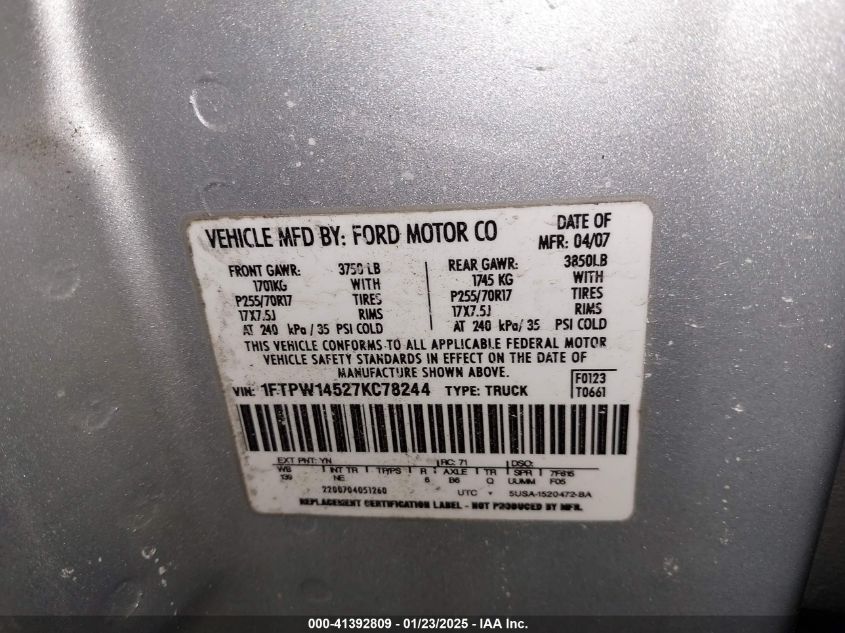 VEHICLE MFD BY: FORD MOTOR CO DATE OF MFR: 04/07
FRONT GAWR: 3750 LB REAR GAWR: 3850LB
1701KG WITH 1745 KG WITH
P255/70R17 TIRES P255/70R17 TIRES
17X7.5J RIMS 17X7.5J RIMS
AT 240 kPa/35 PSI COLD AT 240 kPa/35 PSI COLD
THIS VEHICLE CONFORMS TO ALL APPLICABLE FEDERAL MOTOR
VEHICLE SAFETY STANDARDS IN EFFECT ON THE DATE OF
MANUFACTURE SHOWN ABOVE.
VIN: 1FTPW14527KC78244 TYPE: TRUCK F0123 T0661
EXT PNT: YN RC: 71 DSO:
WB INT TR TP/PS R AXLE TR SPR 7F615
139 NE 6 B6 Q UUMM F05
2200704051260 UTC 5USA-1520472-BA
REPLACEMENT CERTIFICATION LABEL - NOT PRODUCED BY MFR.
000-41392809 - 01/23/2025 - IAA Inc.